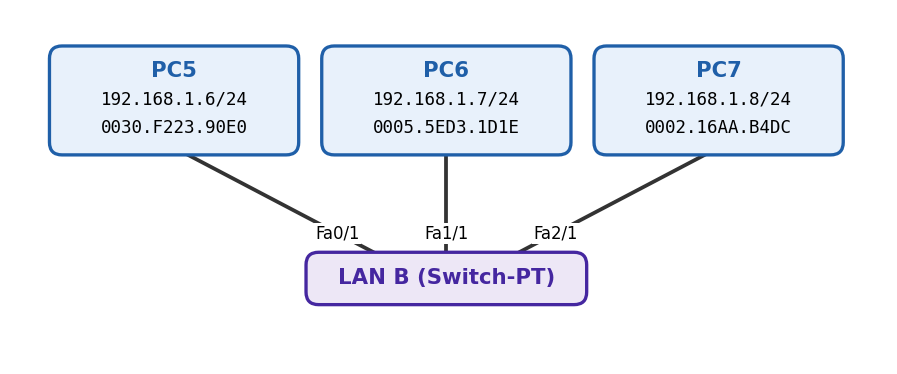 PC5
192.168.1.6/24
0030.F223.90E0
PC6
192.168.1.7/24
0005.5ED3.1D1E
PC7
192.168.1.8/24
0002.16AA.B4DC
Fa0/1
Fa1/1
Fa2/1
LAN B (Switch-PT)